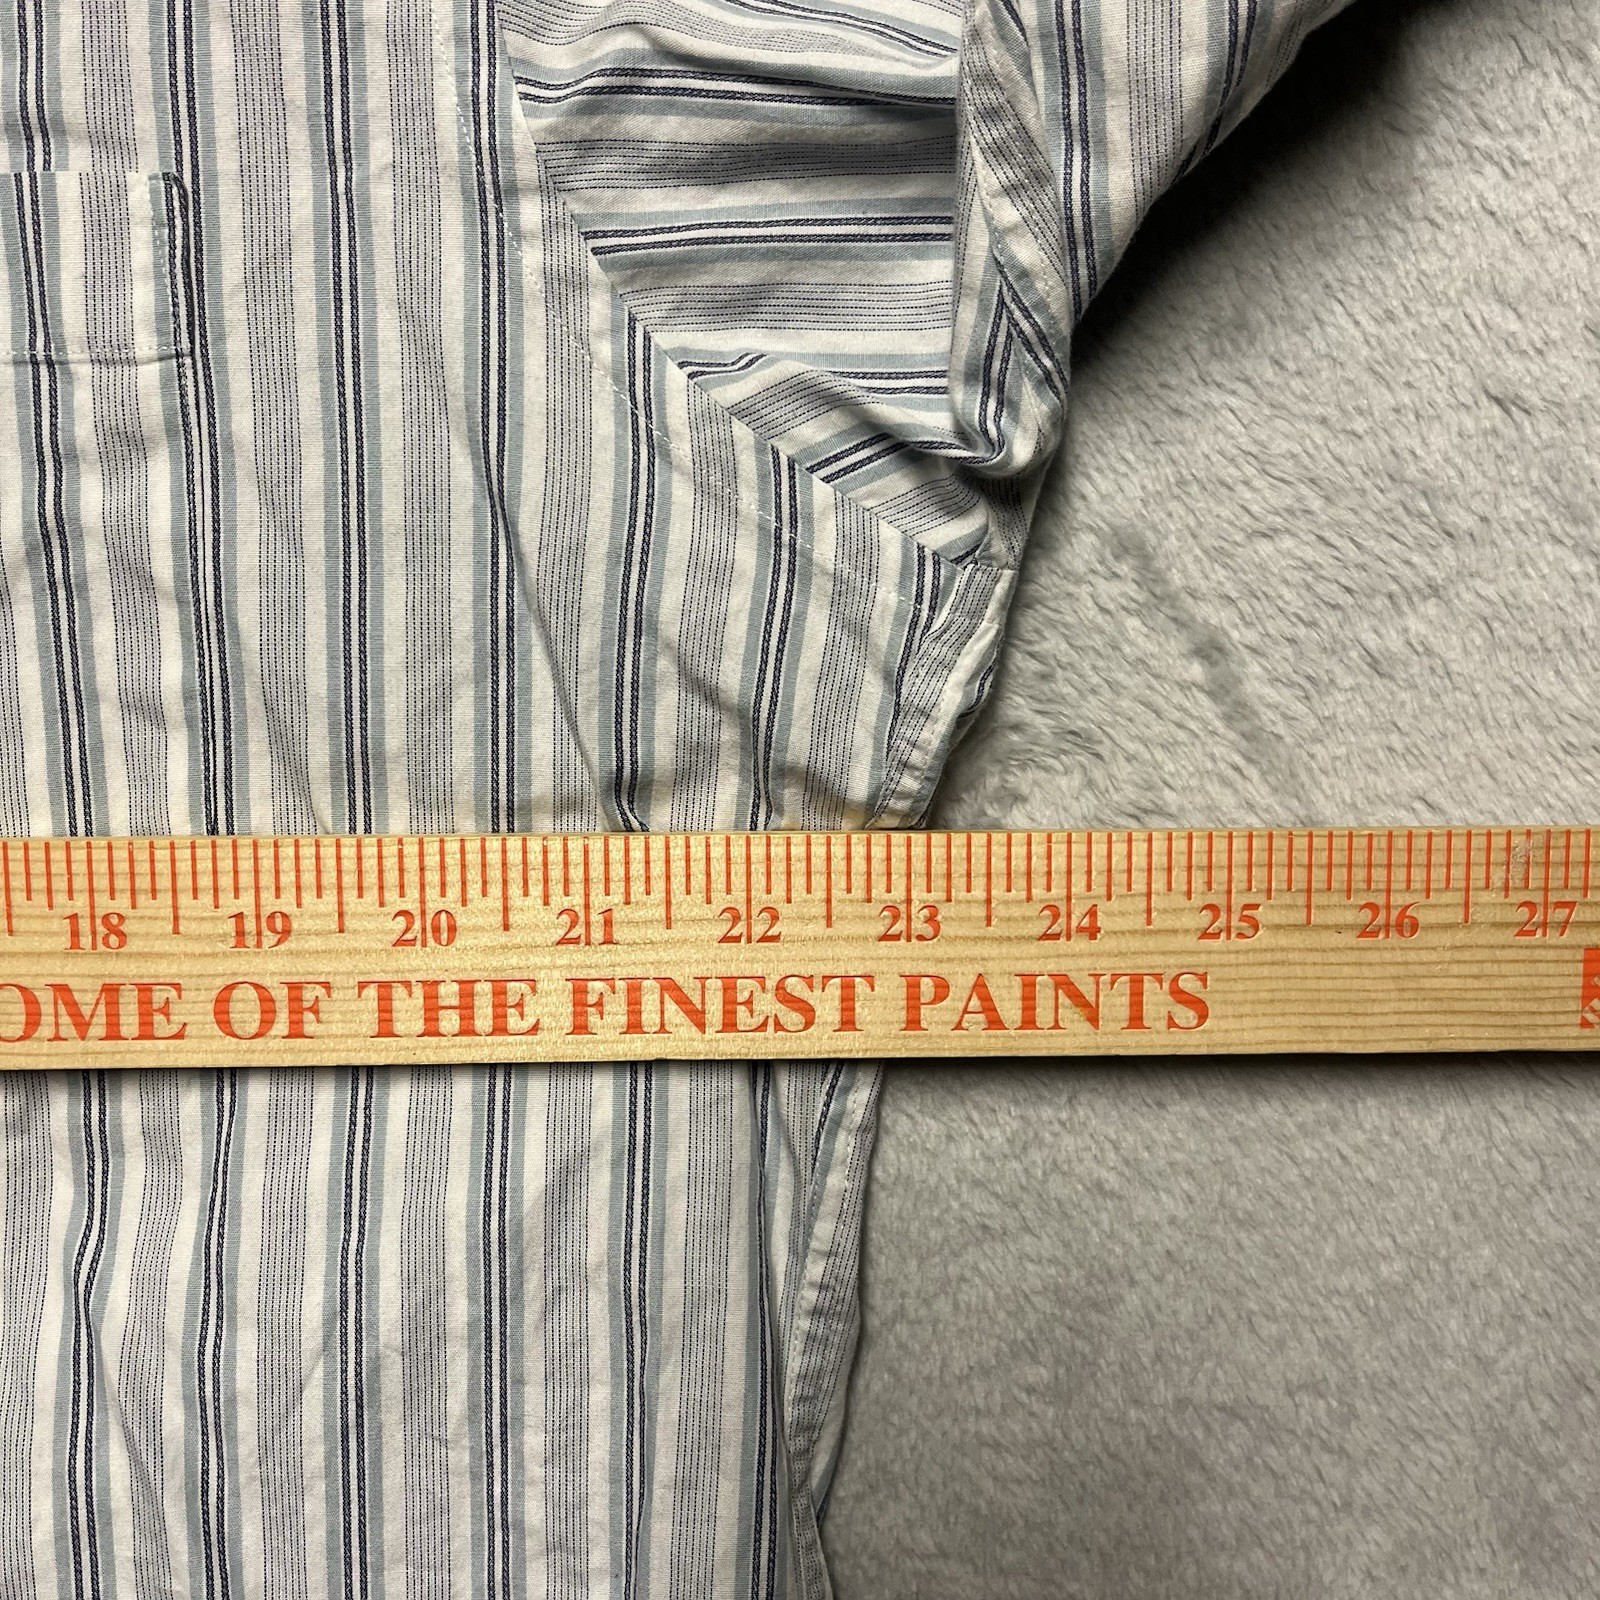 18 19 20 21 22 23 24 25 26 27
OME OF THE FINEST PAINTS